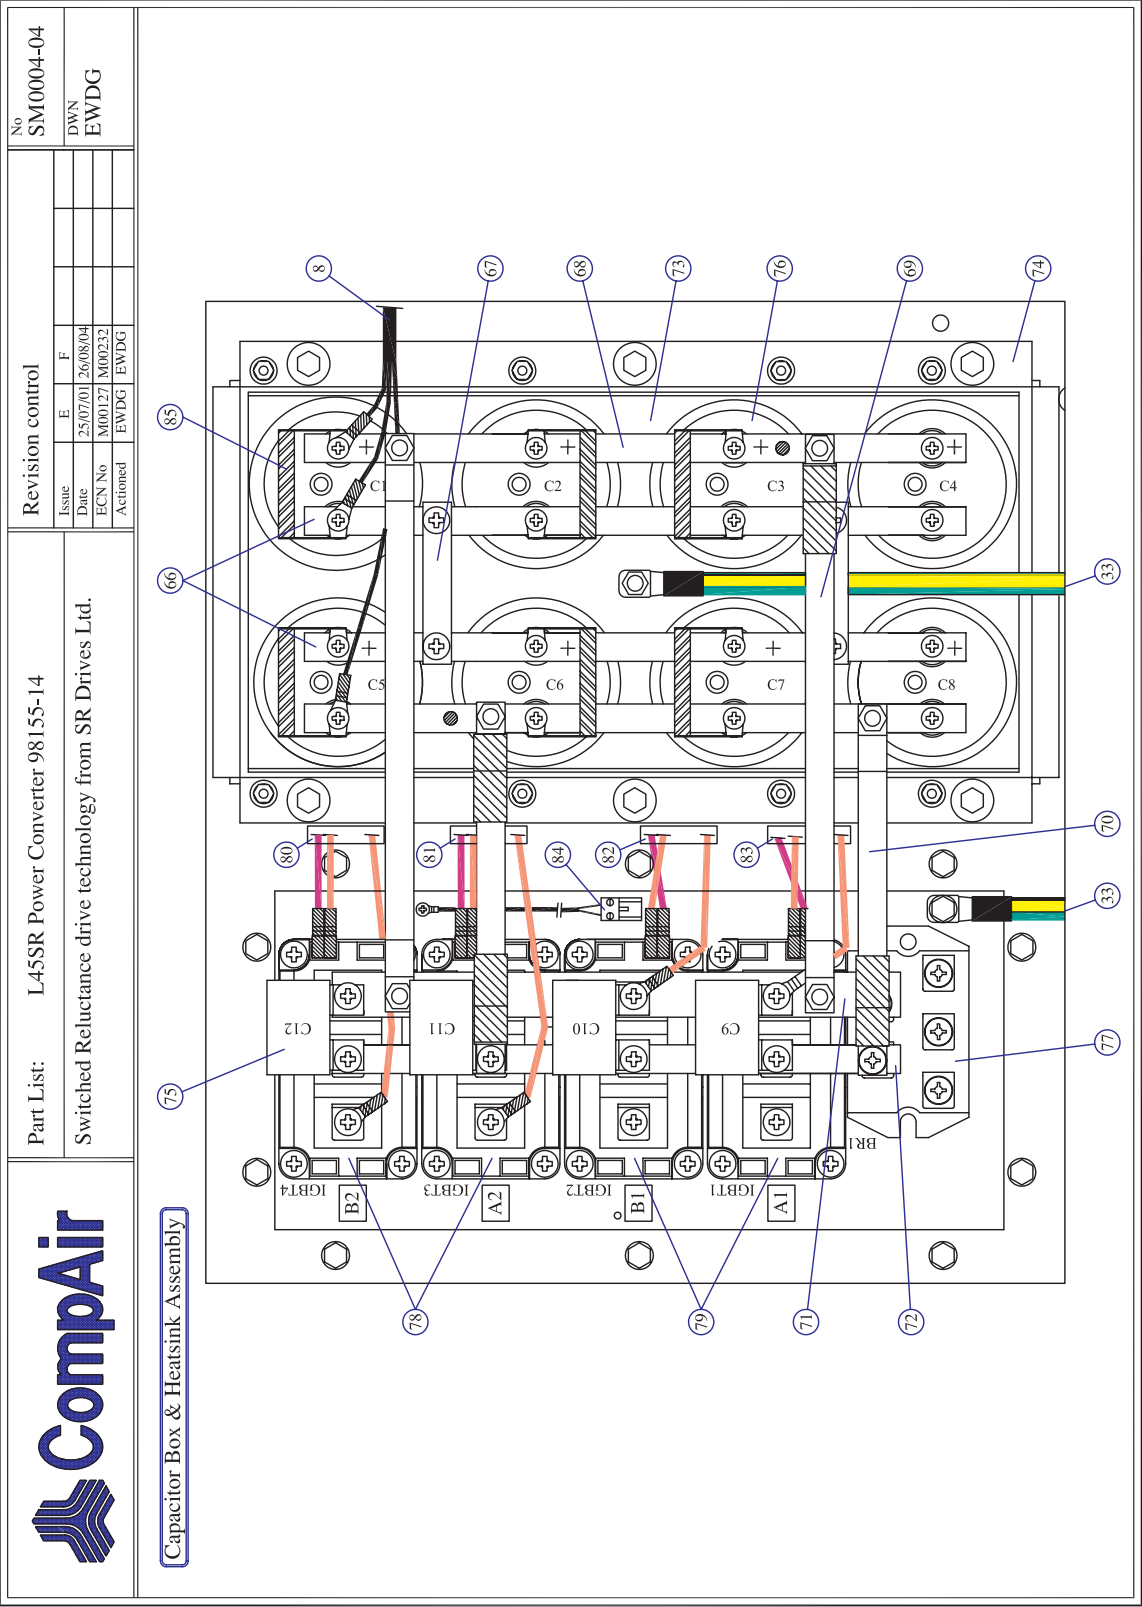 CompAir
Part List: L45SR Power Converter 98155-14
Switched Reluctance drive technology from SR Drives Ltd.
Revision control
Issue E F
Date 25/07/01 26/08/04
ECN No M00127 M00232
Actioned EWDG EWDG
No
SM0004-04
DWN
EWDG
Capacitor Box & Heatsink Assembly
75
66
85
80
81
84
82
83
8
67
68
73
76
69
74
33
70
33
77
78
79
71
72
C1
+
C2
+
C3
+
C4
+
C5
+
C6
+
C7
+
C8
+
C12
C11
C10
C9
IGBT4
B2
IGBT3
A2
IGBT2
B1
IGBT1
A1
BR1